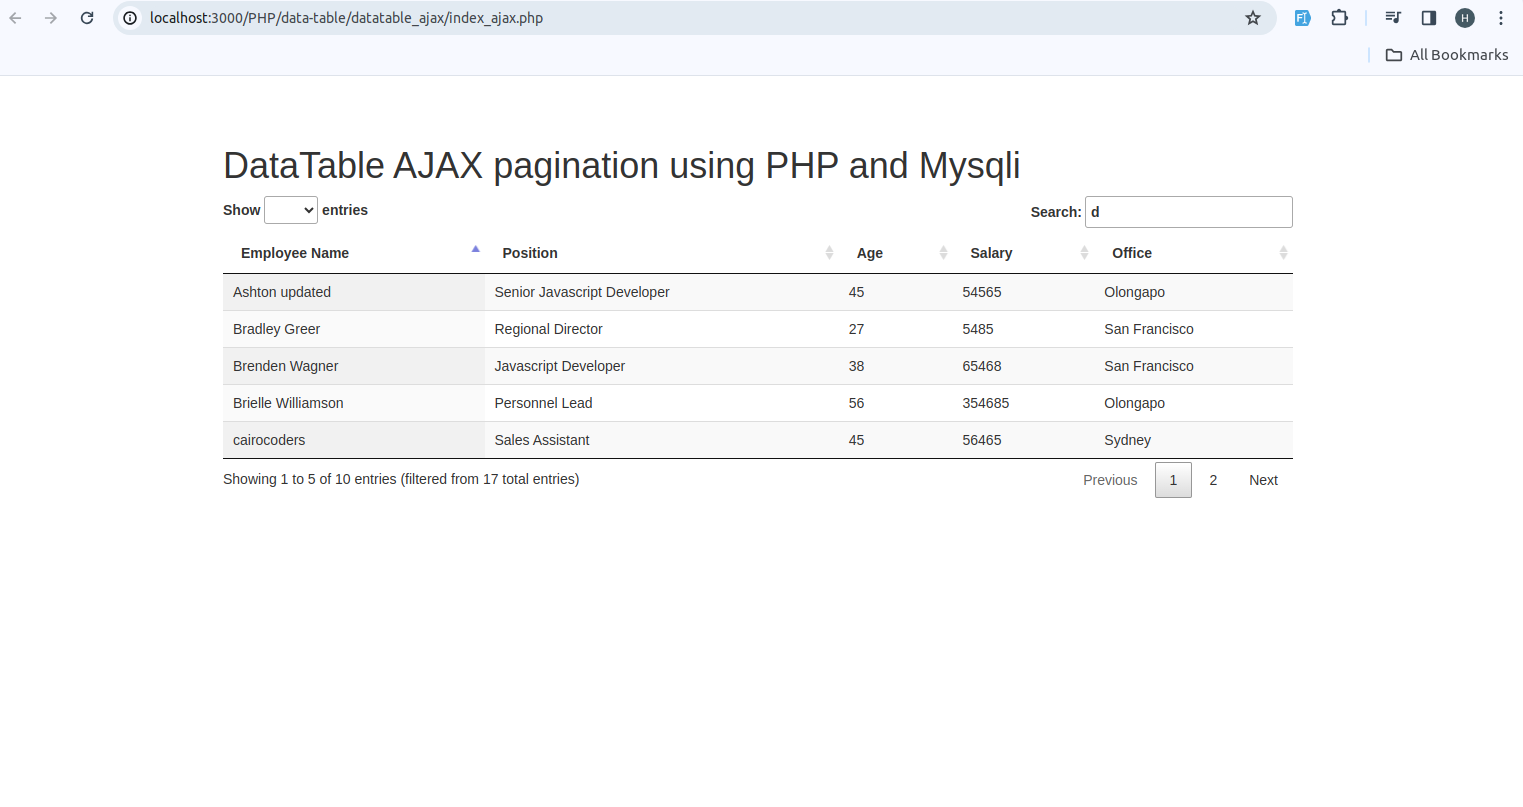 localhost:3000/PHP/data-table/datatable_ajax/index_ajax.php
F
H
All Bookmarks
DataTable AJAX pagination using PHP and Mysqli
Show entries Search: d
Employee Name Position Age Salary Office
Ashton updated Senior Javascript Developer 45 54565 Olongapo
Bradley Greer Regional Director 27 5485 San Francisco
Brenden Wagner Javascript Developer 38 65468 San Francisco
Brielle Williamson Personnel Lead 56 354685 Olongapo
cairocoders Sales Assistant 45 56465 Sydney
Showing 1 to 5 of 10 entries (filtered from 17 total entries) Previous 1 2 Next